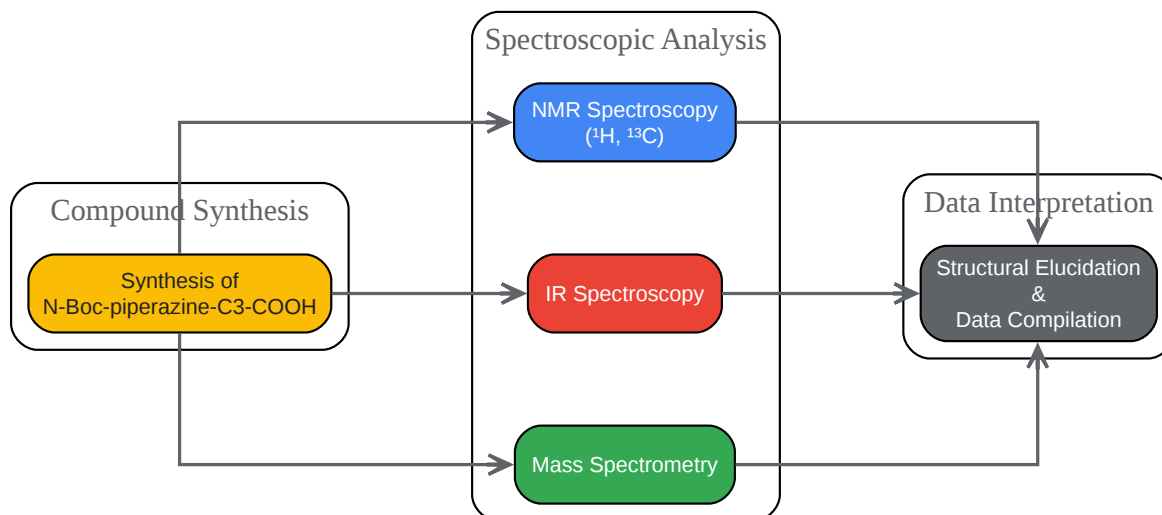 Spectroscopic Analysis
NMR Spectroscopy
(¹H, ¹³C)
Compound Synthesis
Data Interpretation
Synthesis of
N-Boc-piperazine-C3-COOH
IR Spectroscopy
Structural Elucidation
&
Data Compilation
Mass Spectrometry